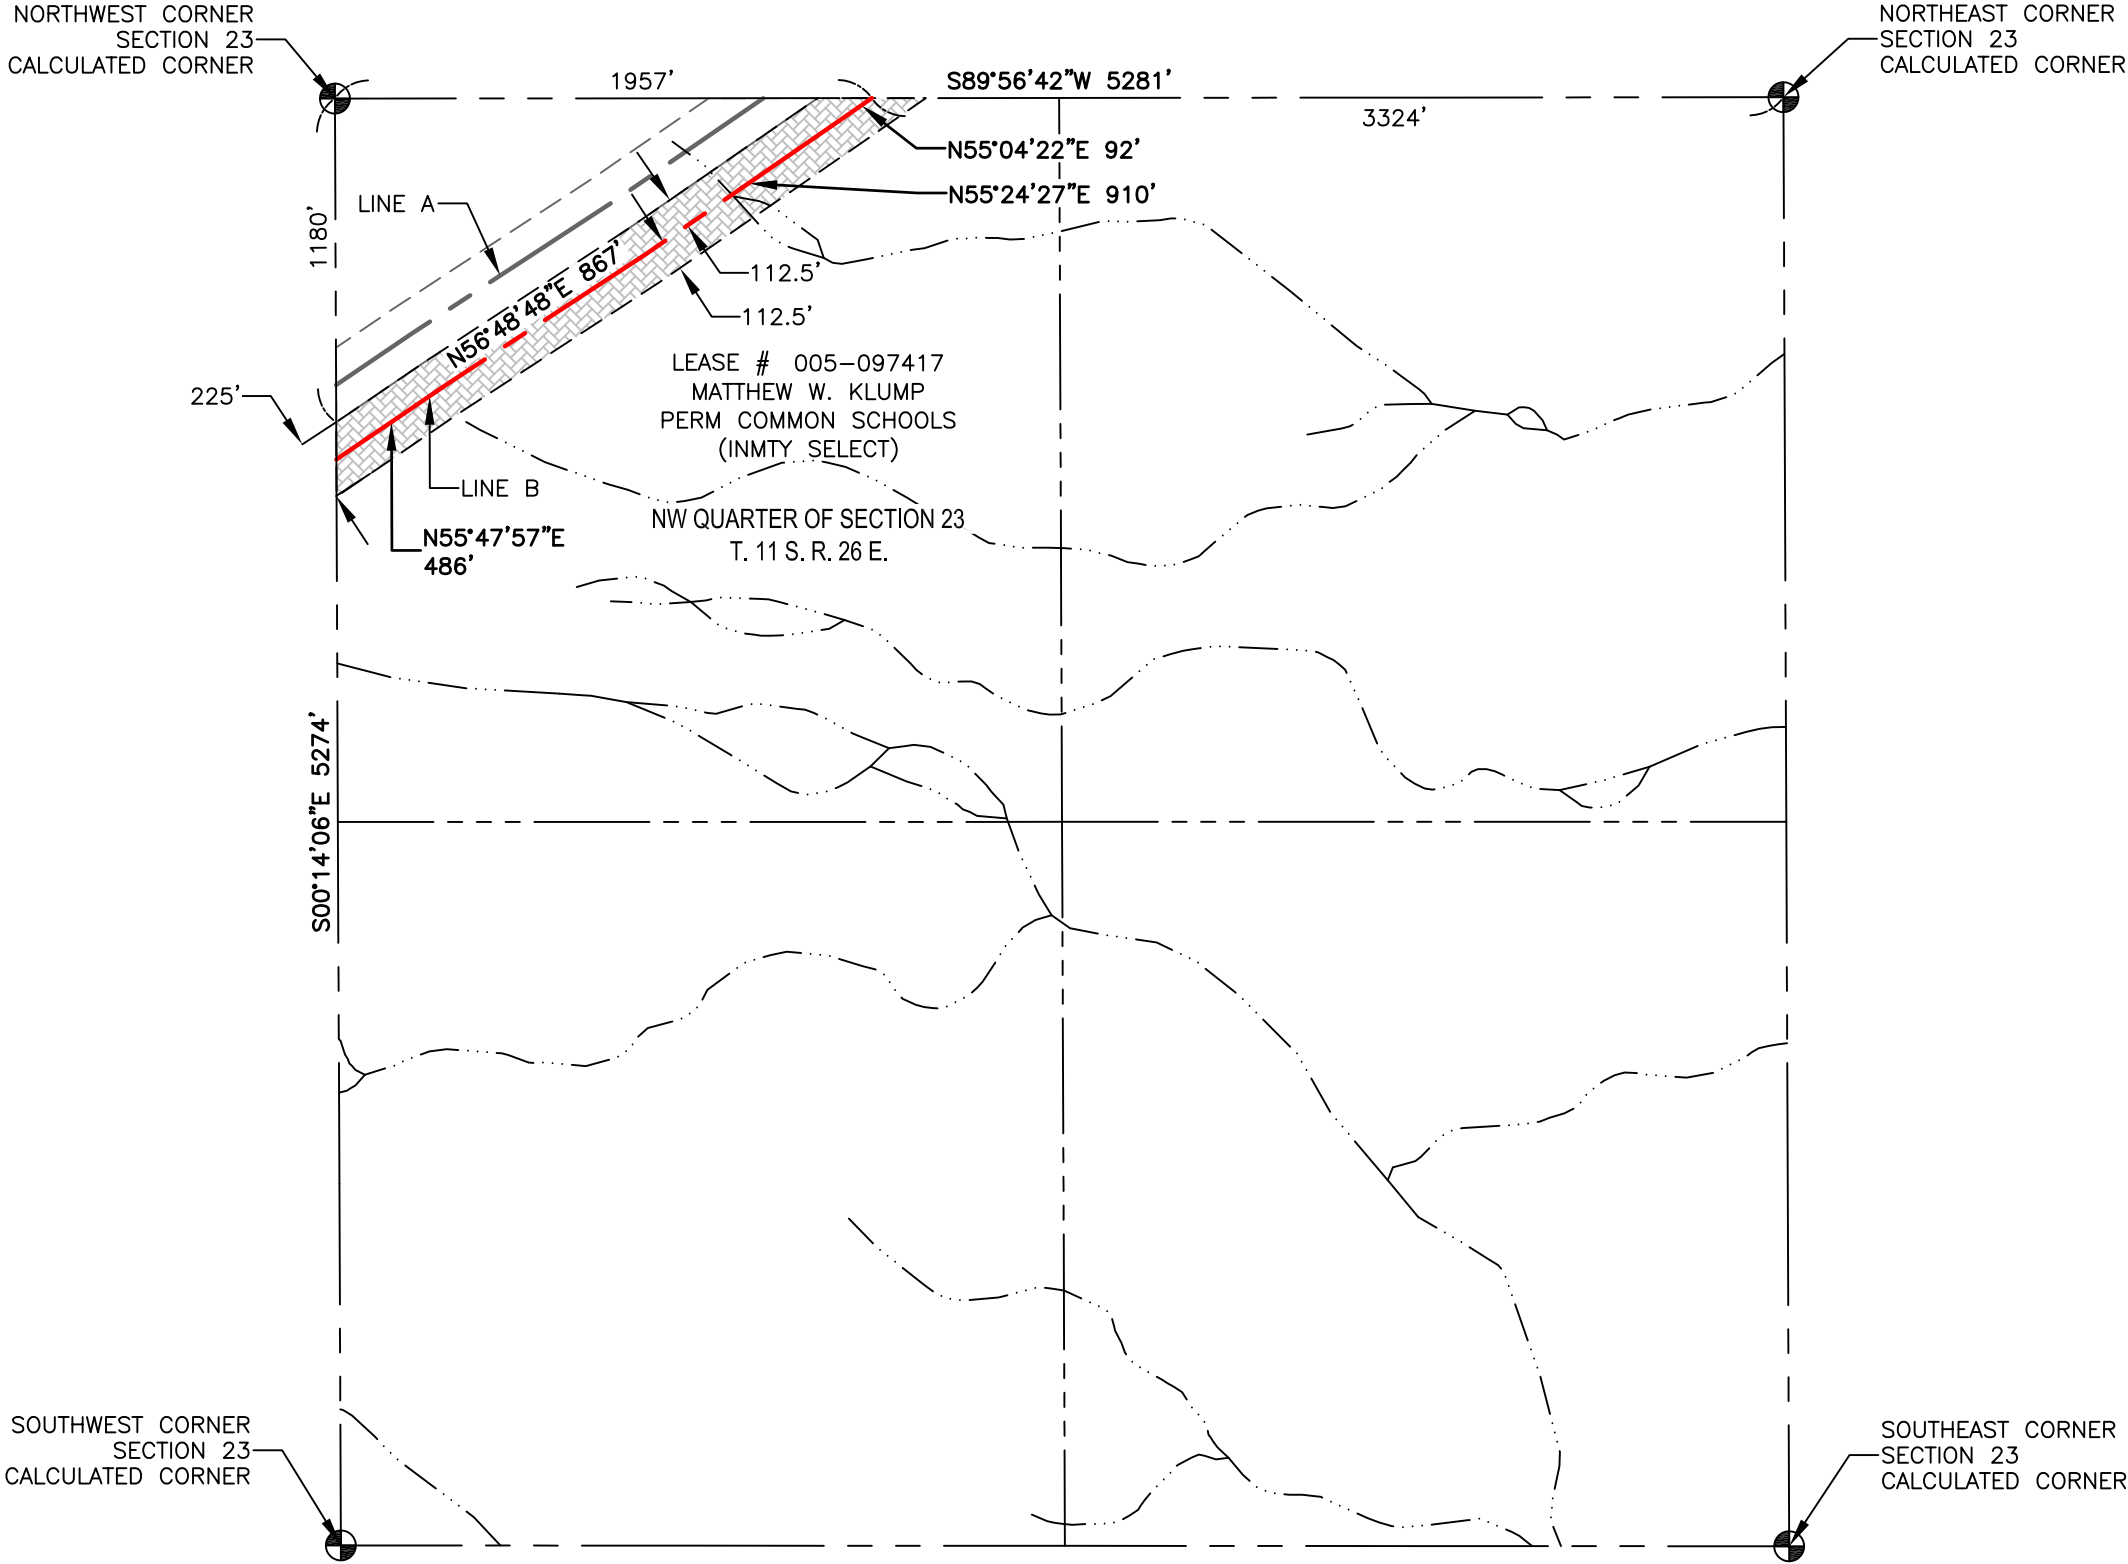 NORTHWEST CORNER
SECTION 23
CALCULATED CORNER
NORTHEAST CORNER
SECTION 23
CALCULATED CORNER
1957'
S89°56'42"W 5281'
3324'
N55°04'22"E 92'
N55°24'27"E 910'
LINE A
1180'
N56°48'48"E 867'
112.5'
112.5'
225'
LEASE # 005-097417
MATTHEW W. KLUMP
PERM COMMON SCHOOLS
(INMTY SELECT)
LINE B
NW QUARTER OF SECTION 23
T. 11 S. R. 26 E.
N55°47'57"E
486'
S00°14'06"E 5274'
SOUTHWEST CORNER
SECTION 23
CALCULATED CORNER
SOUTHEAST CORNER
SECTION 23
CALCULATED CORNER